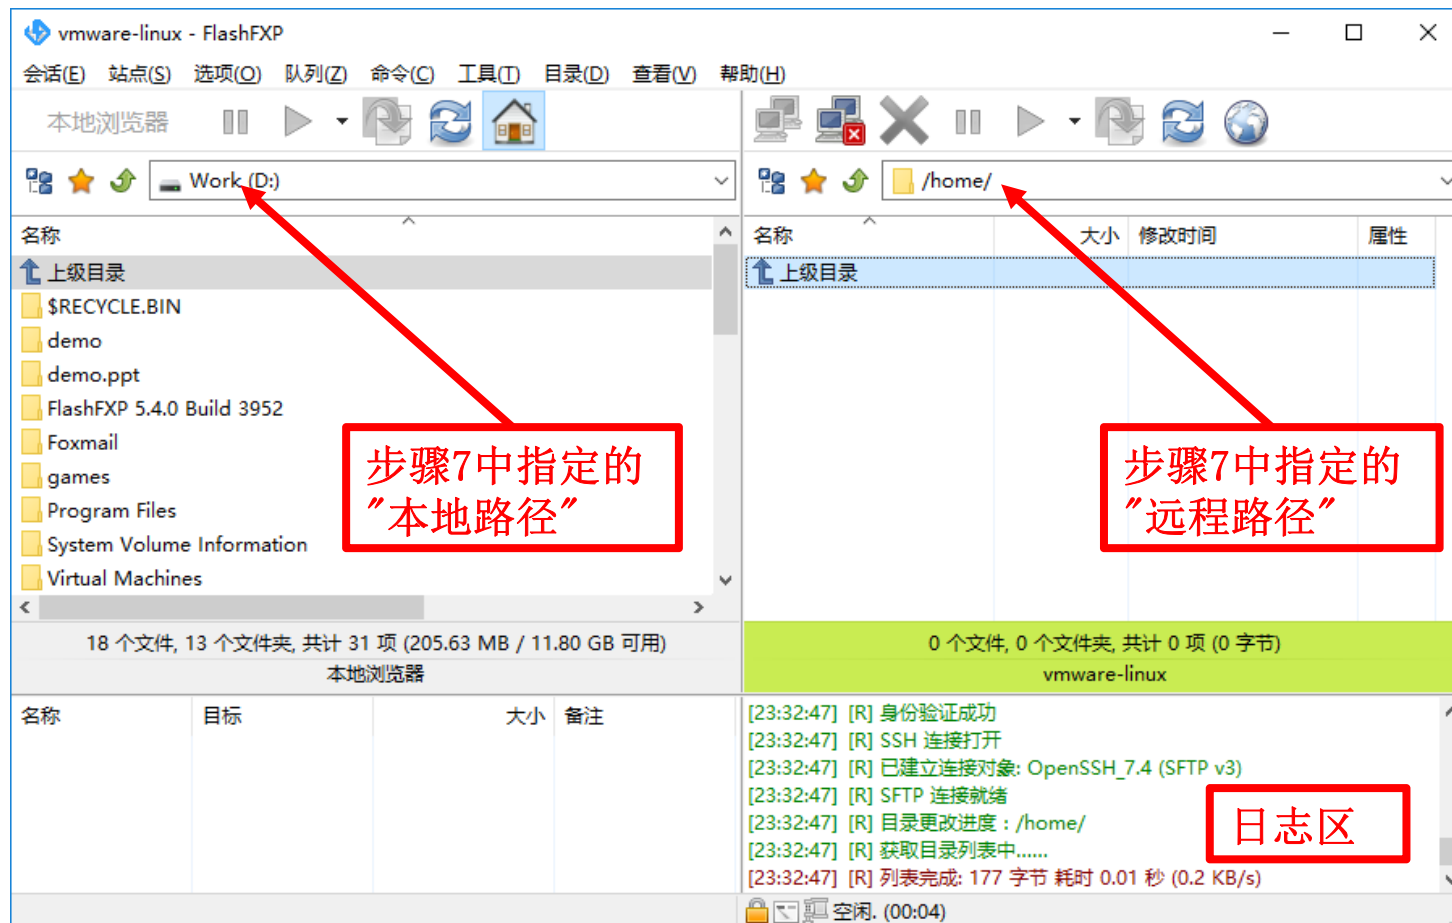 vmware-linux - FlashFXP
会话(E) 站点(S) 选项(O) 队列(Z) 命令(C) 工具(T) 目录(D) 查看(V) 帮助(H)
本地浏览器
Work (D:)
/home/
名称
名称 大小 修改时间 属性
上级目录
上级目录
$RECYCLE.BIN
demo
demo.ppt
FlashFXP 5.4.0 Build 3952
Foxmail
games
Program Files
System Volume Information
Virtual Machines
步骤7中指定的
"本地路径"
步骤7中指定的
"远程路径"
18 个文件, 13 个文件夹, 共计 31 项 (205.63 MB / 11.80 GB 可用)
本地浏览器
0 个文件, 0 个文件夹, 共计 0 项 (0 字节)
vmware-linux
名称 目标 大小 备注
[23:32:47] [R] 身份验证成功
[23:32:47] [R] SSH 连接打开
[23:32:47] [R] 已建立连接对象: OpenSSH_7.4 (SFTP v3)
[23:32:47] [R] SFTP 连接就绪
[23:32:47] [R] 目录更改进度：/home/
[23:32:47] [R] 获取目录列表中......
[23:32:47] [R] 列表完成: 177 字节 耗时 0.01 秒 (0.2 KB/s)
日志区
空闲. (00:04)